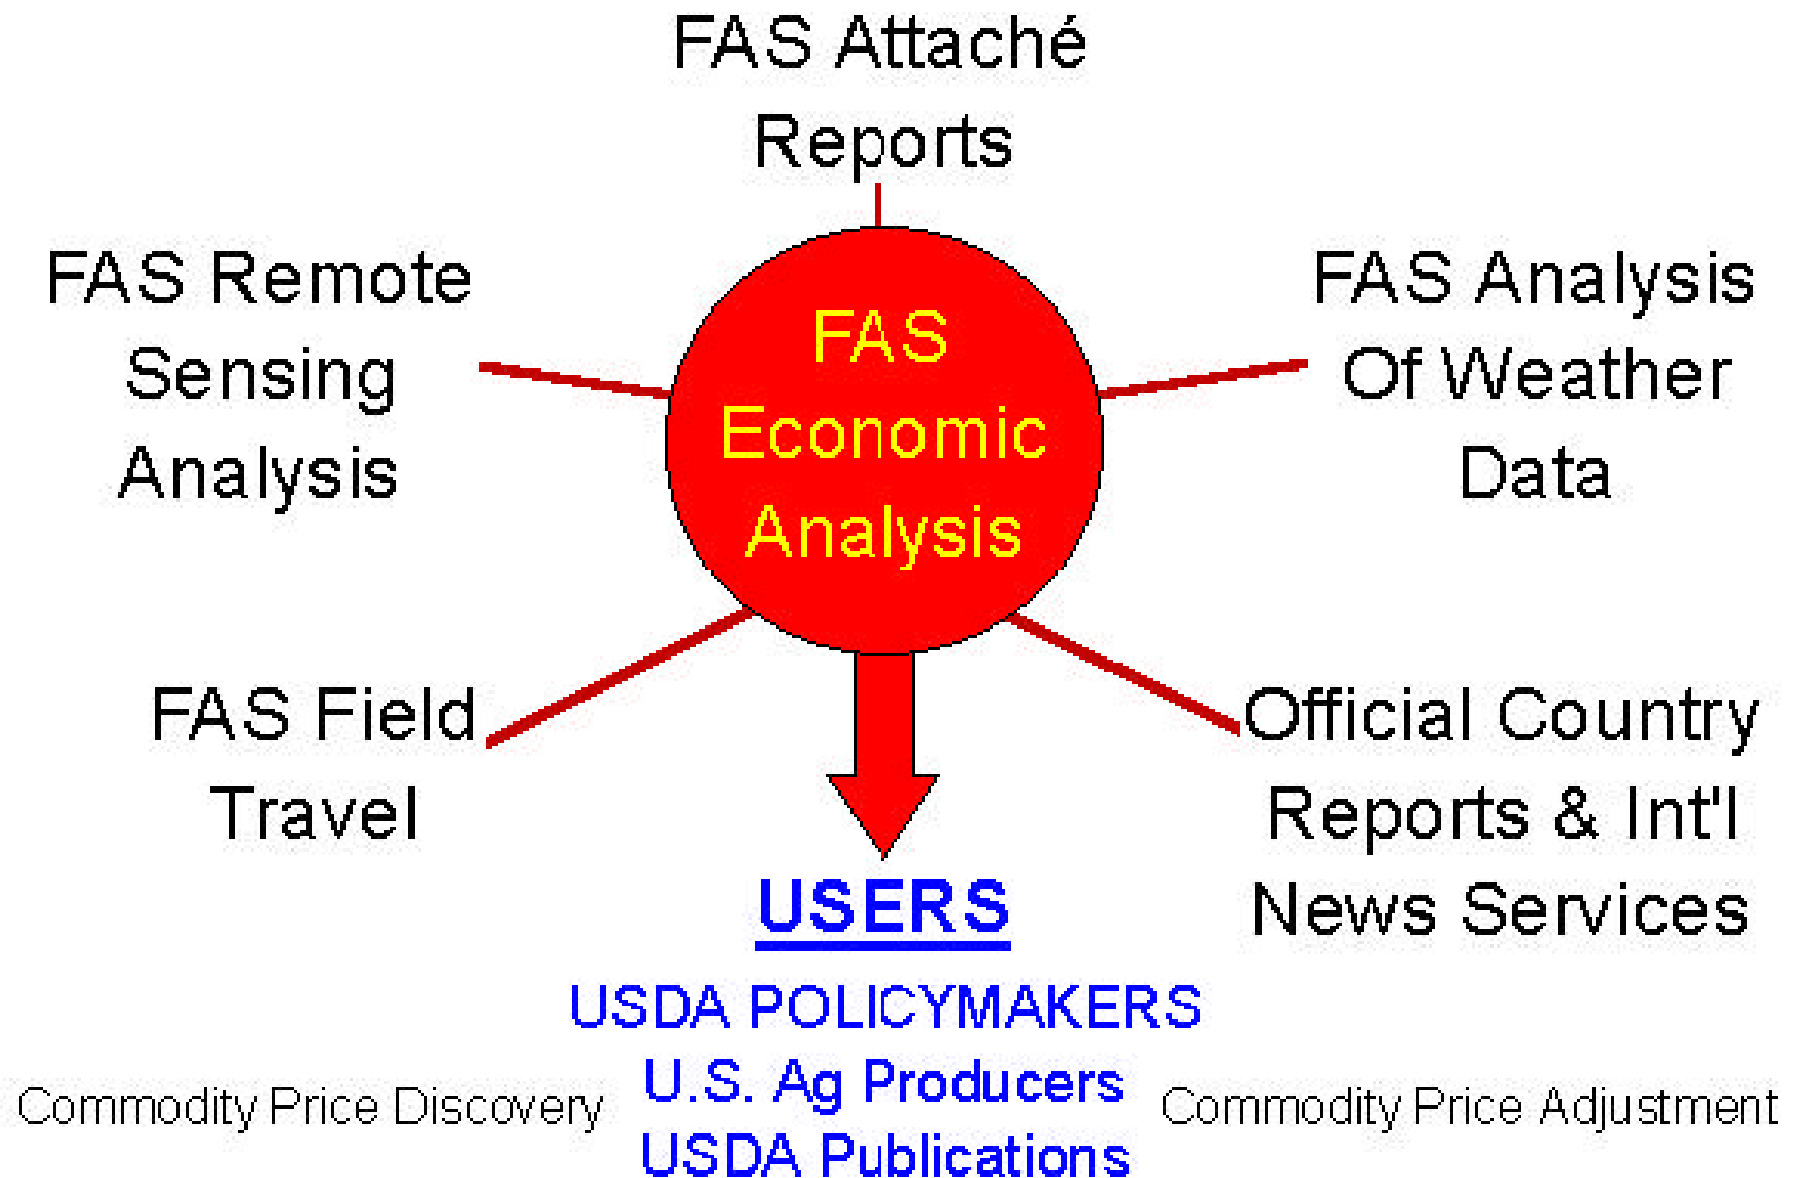 FAS Attaché
Reports
FAS Remote
Sensing
Analysis
FAS
Economic
Analysis
FAS Analysis
Of Weather
Data
FAS Field
Travel
Official Country
Reports & Int'l
News Services
USERS
USDA POLICYMAKERS
U.S. Ag Producers
USDA Publications
Commodity Price Discovery
Commodity Price Adjustment